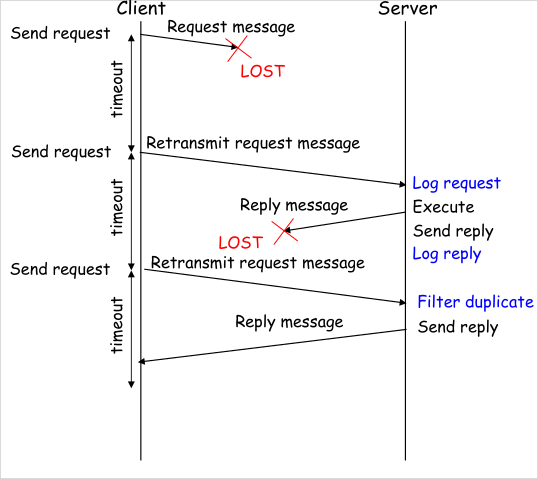 Client
Server
Send request
Request message
LOST
timeout
Retransmit request message
Send request
Log request
Reply message
Execute
timeout
Send reply
LOST
Log reply
Retransmit request message
Send request
Filter duplicate
Reply message
Send reply
timeout